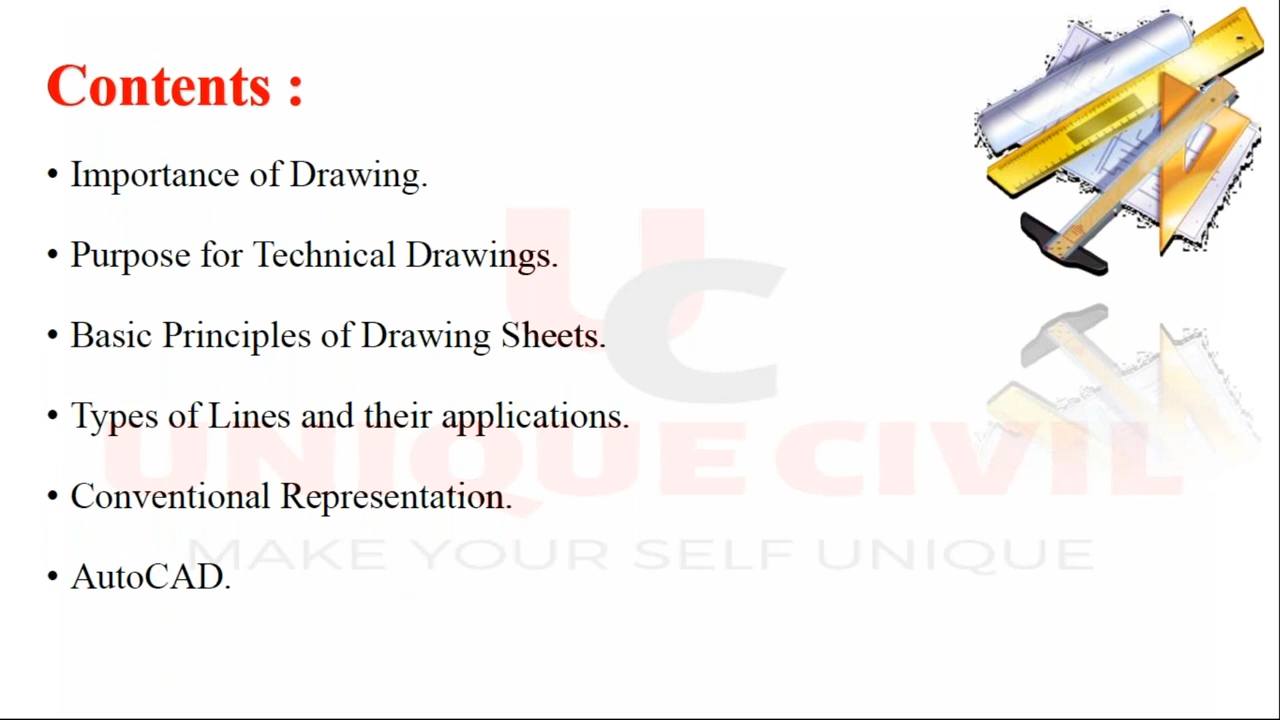 Contents :
• Importance of Drawing.
• Purpose for Technical Drawings.
• Basic Principles of Drawing Sheets.
• Types of Lines and their applications.
• Conventional Representation.
• AutoCAD.
UC
UNIQUE CIVIL
MAKE YOUR SELF UNIQUE